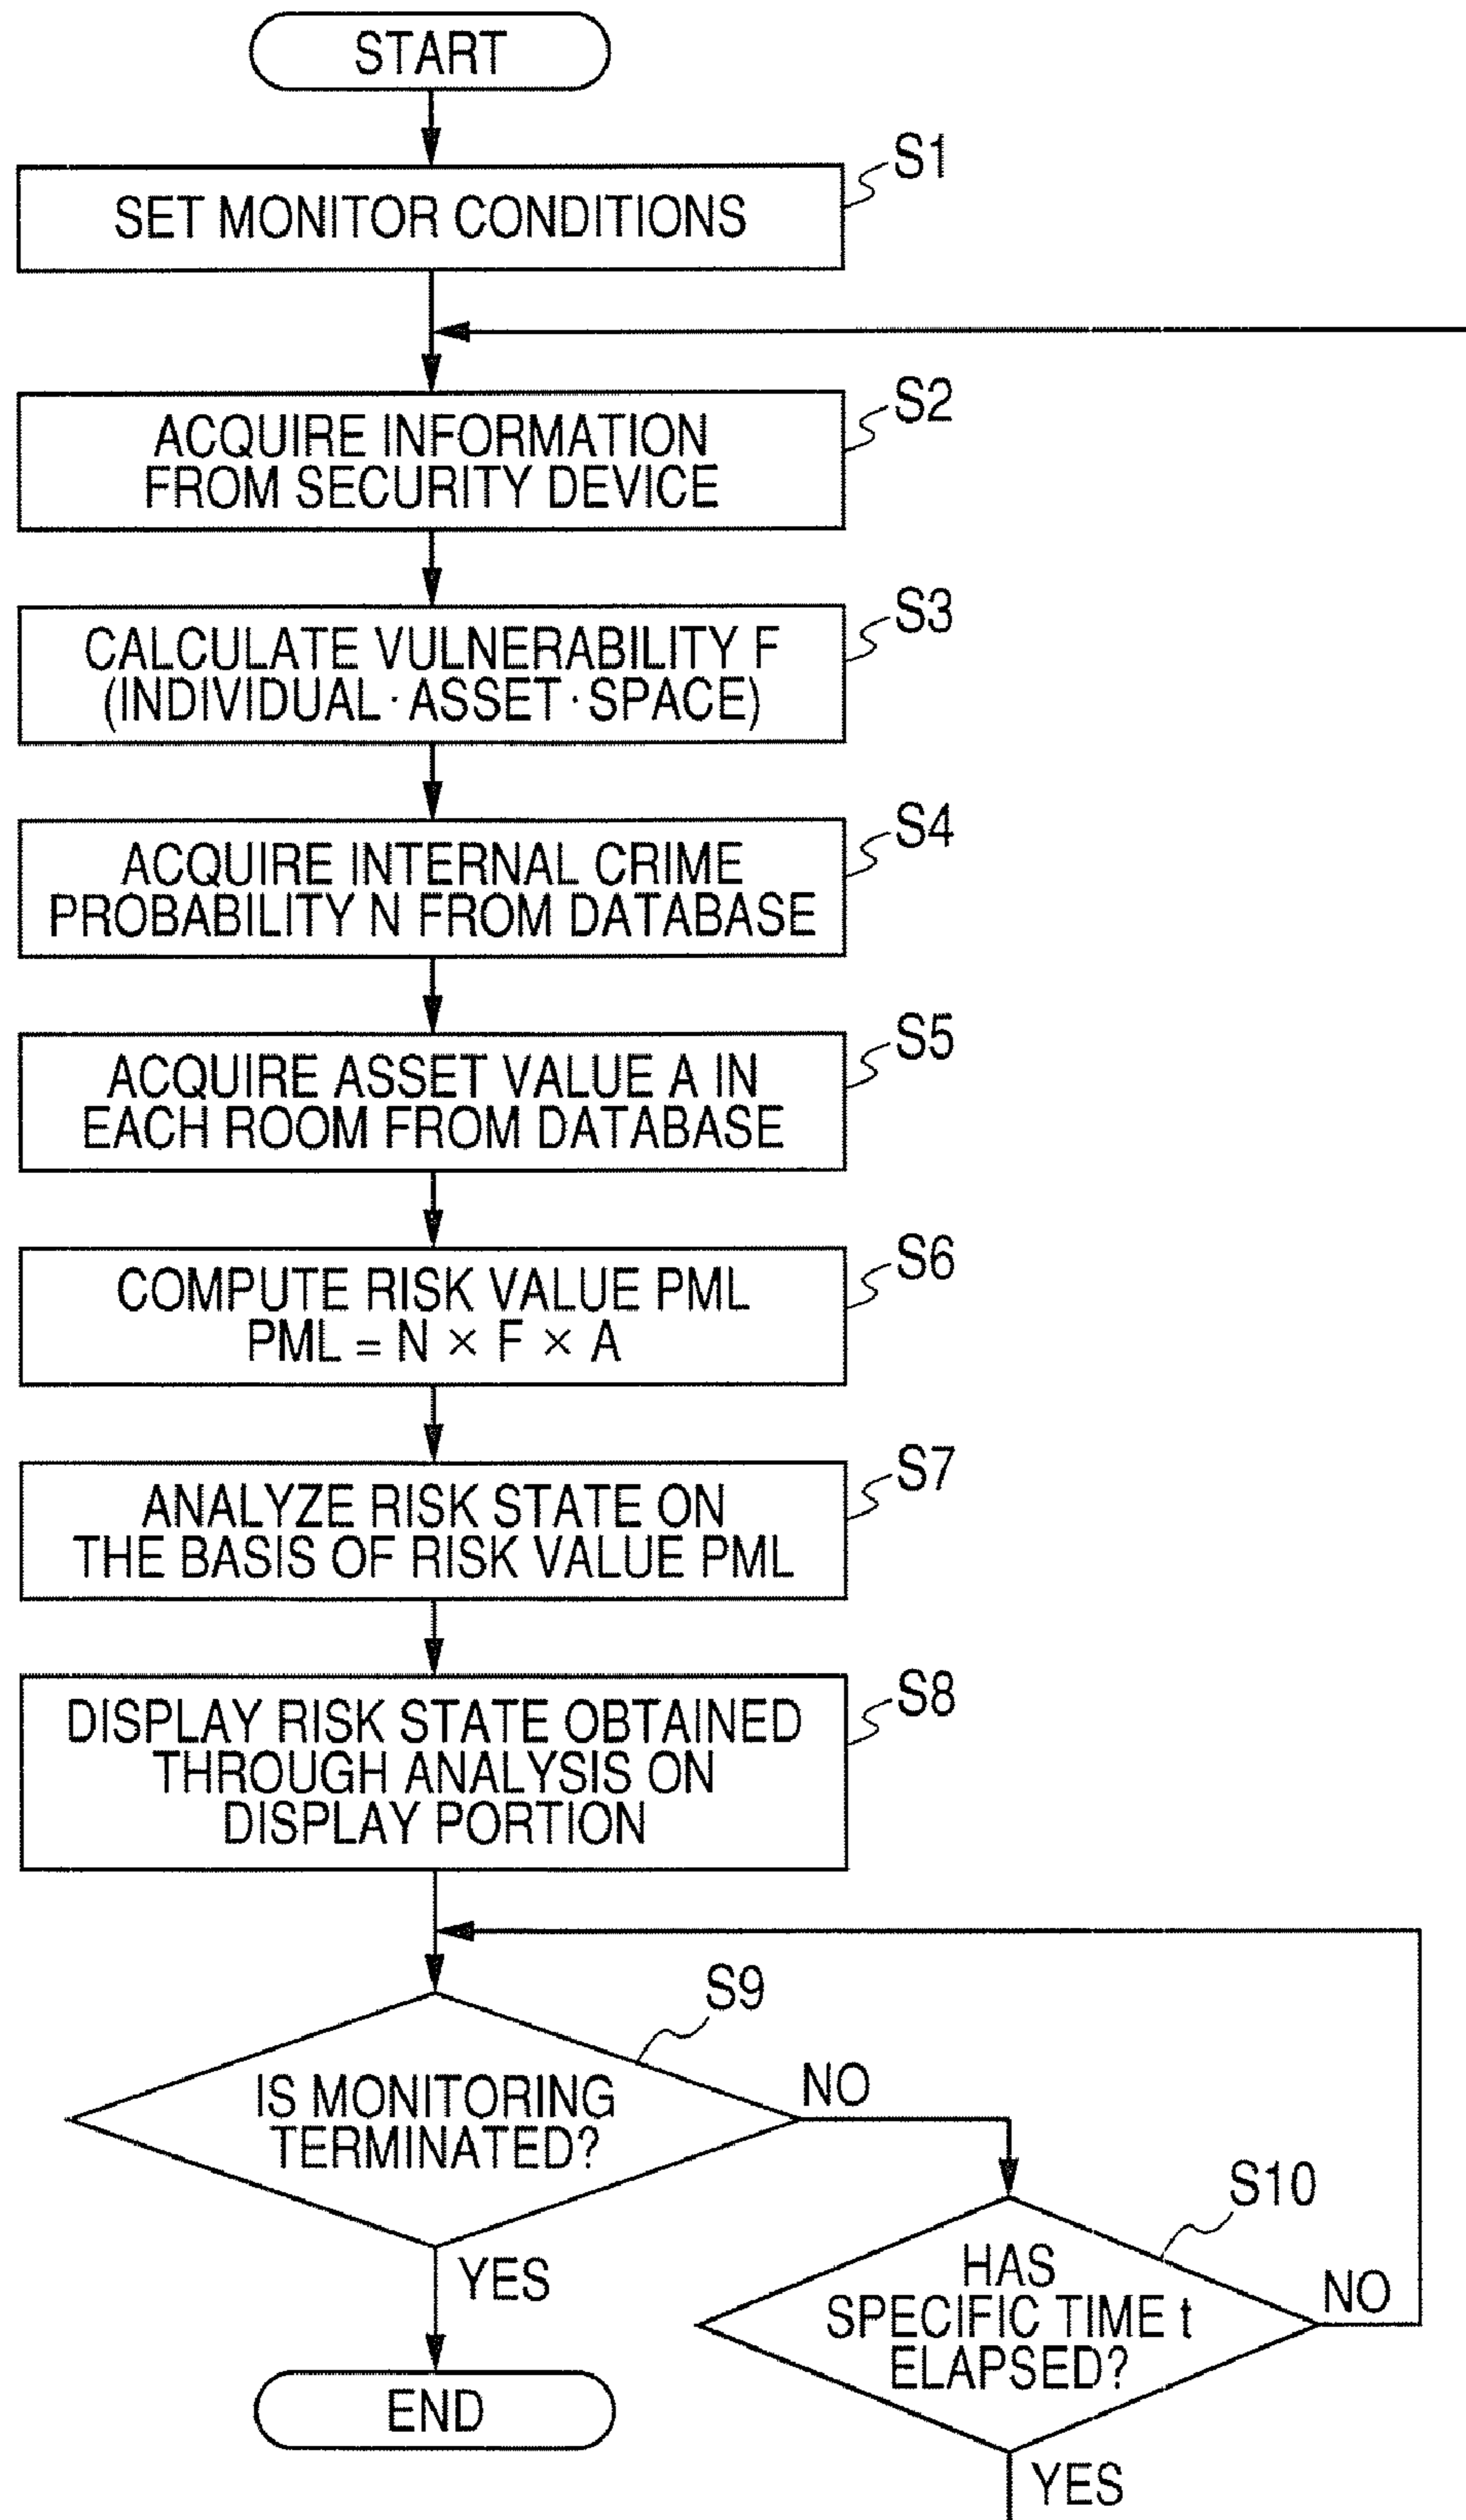 START
S1
SET MONITOR CONDITIONS
S2
ACQUIRE INFORMATION
FROM SECURITY DEVICE
S3
CALCULATE VULNERABILITY F
(INDIVIDUAL · ASSET · SPACE)
S4
ACQUIRE INTERNAL CRIME
PROBABILITY N FROM DATABASE
S5
ACQUIRE ASSET VALUE A IN
EACH ROOM FROM DATABASE
S6
COMPUTE RISK VALUE PML
PML = N × F × A
S7
ANALYZE RISK STATE ON
THE BASIS OF RISK VALUE PML
S8
DISPLAY RISK STATE OBTAINED
THROUGH ANALYSIS ON
DISPLAY PORTION
S9
IS MONITORING
TERMINATED?
NO
YES
END
S10
HAS
SPECIFIC TIME t
ELAPSED?
NO
YES